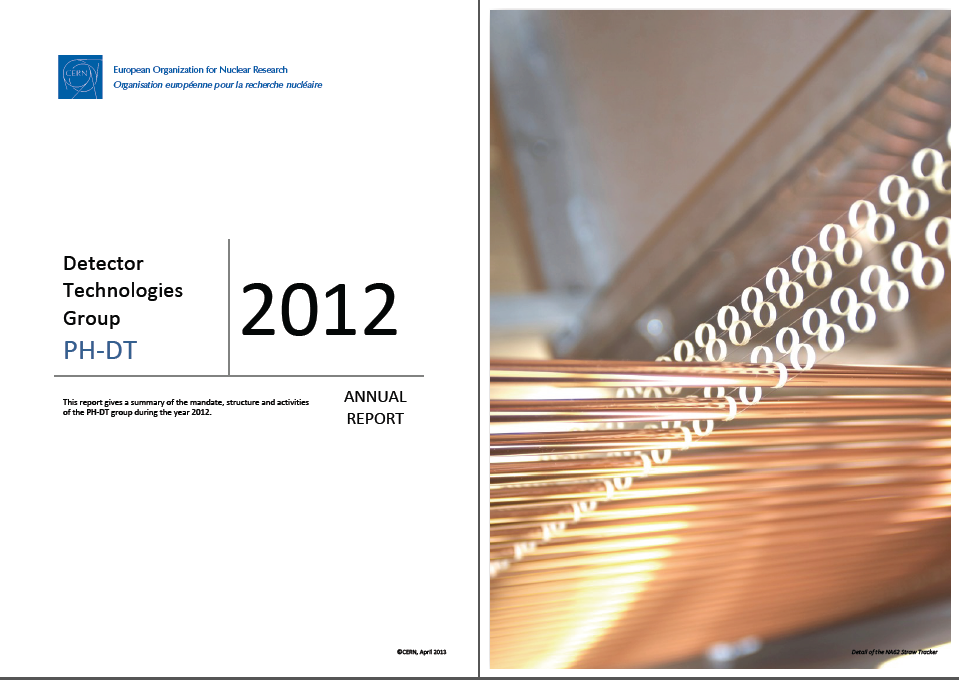 CERN
European Organization for Nuclear Research
Organisation européenne pour la recherche nucléaire
Detector
Technologies
Group
PH-DT
2012
This report gives a summary of the mandate, structure and activities
of the PH-DT group during the year 2012.
ANNUAL
REPORT
©CERN, April 2013
Detail of the NA62 Straw Tracker